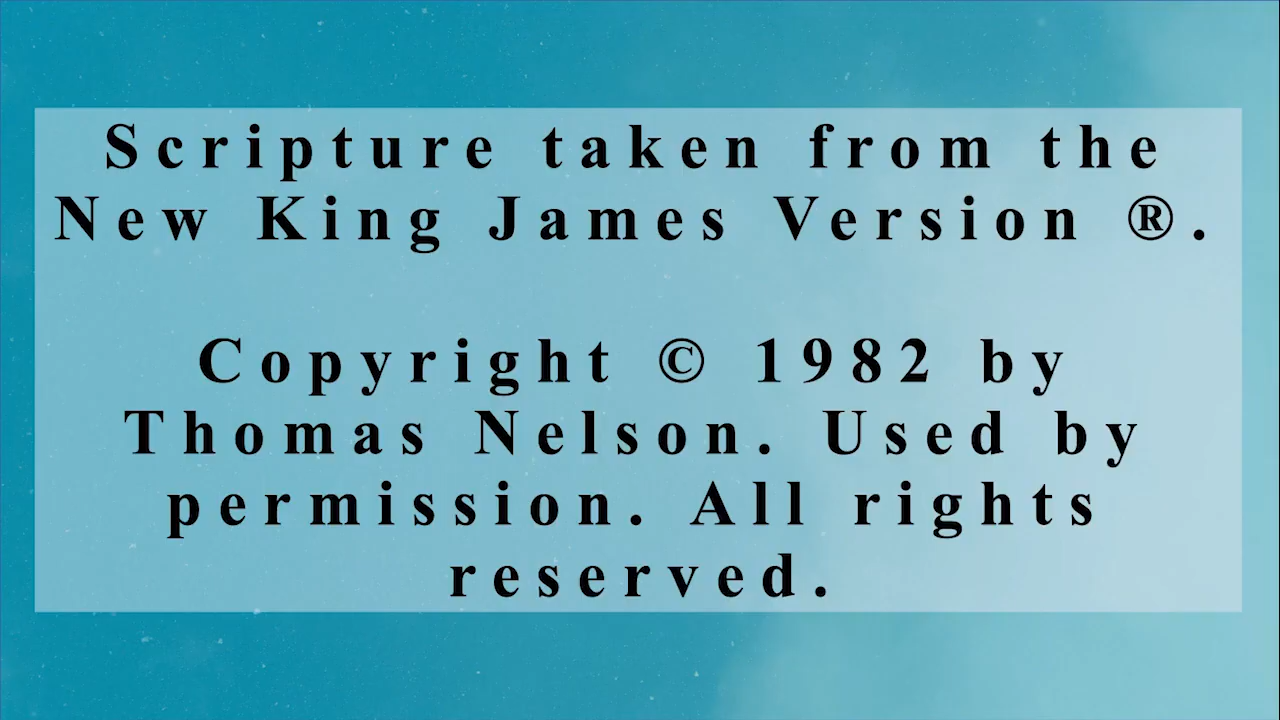 Scripture taken from the
New King James Version ®.
Copyright © 1982 by
Thomas Nelson. Used by
permission. All rights
reserved.